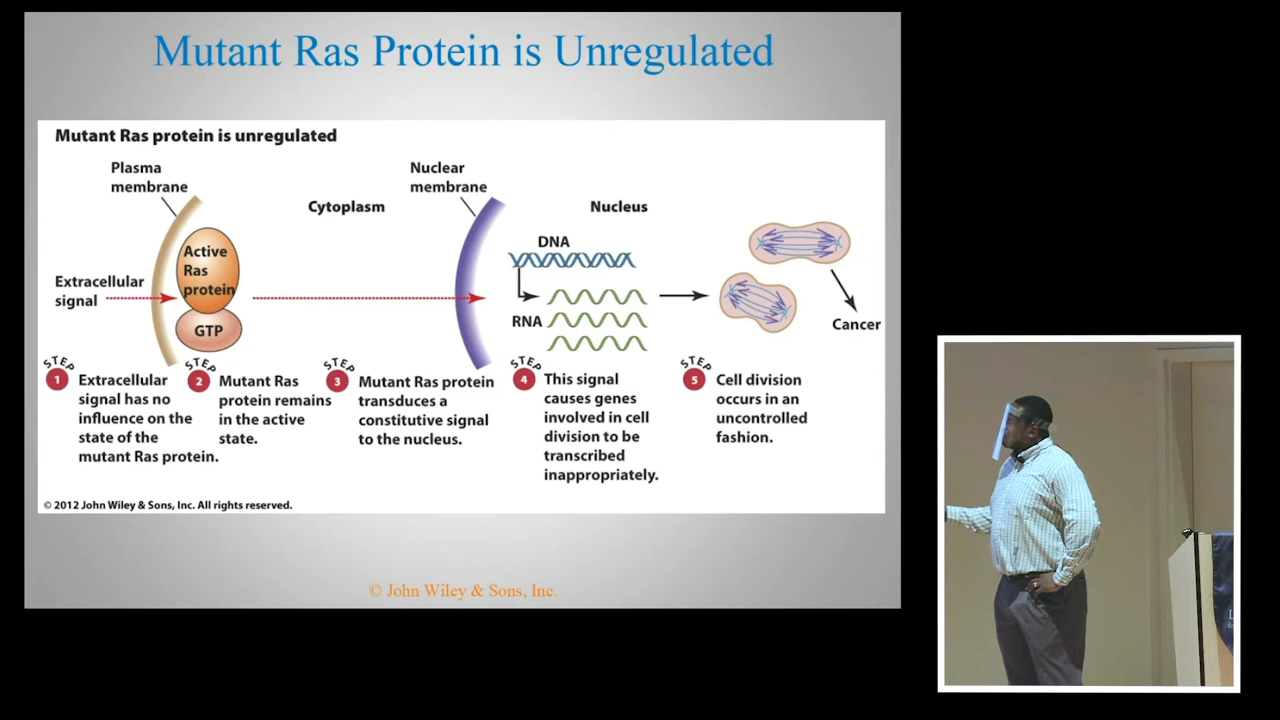 Mutant Ras Protein is Unregulated
Mutant Ras protein is unregulated
Plasma
membrane
Nuclear
membrane
Cytoplasm
Nucleus
DNA
Active
Ras
protein
Extracellular
signal
GTP
RNA
Cancer
STEP
1
Extracellular
signal has no
influence on the
state of the
mutant Ras protein.
STEP
2
Mutant Ras
protein remains
in the active
state.
STEP
3
Mutant Ras protein
transduces a
constitutive signal
to the nucleus.
STEP
4
This signal
causes genes
involved in cell
division to be
transcribed
inappropriately.
STEP
5
Cell division
occurs in an
uncontrolled
fashion.
© 2012 John Wiley & Sons, Inc. All rights reserved.
© John Wiley & Sons, Inc.